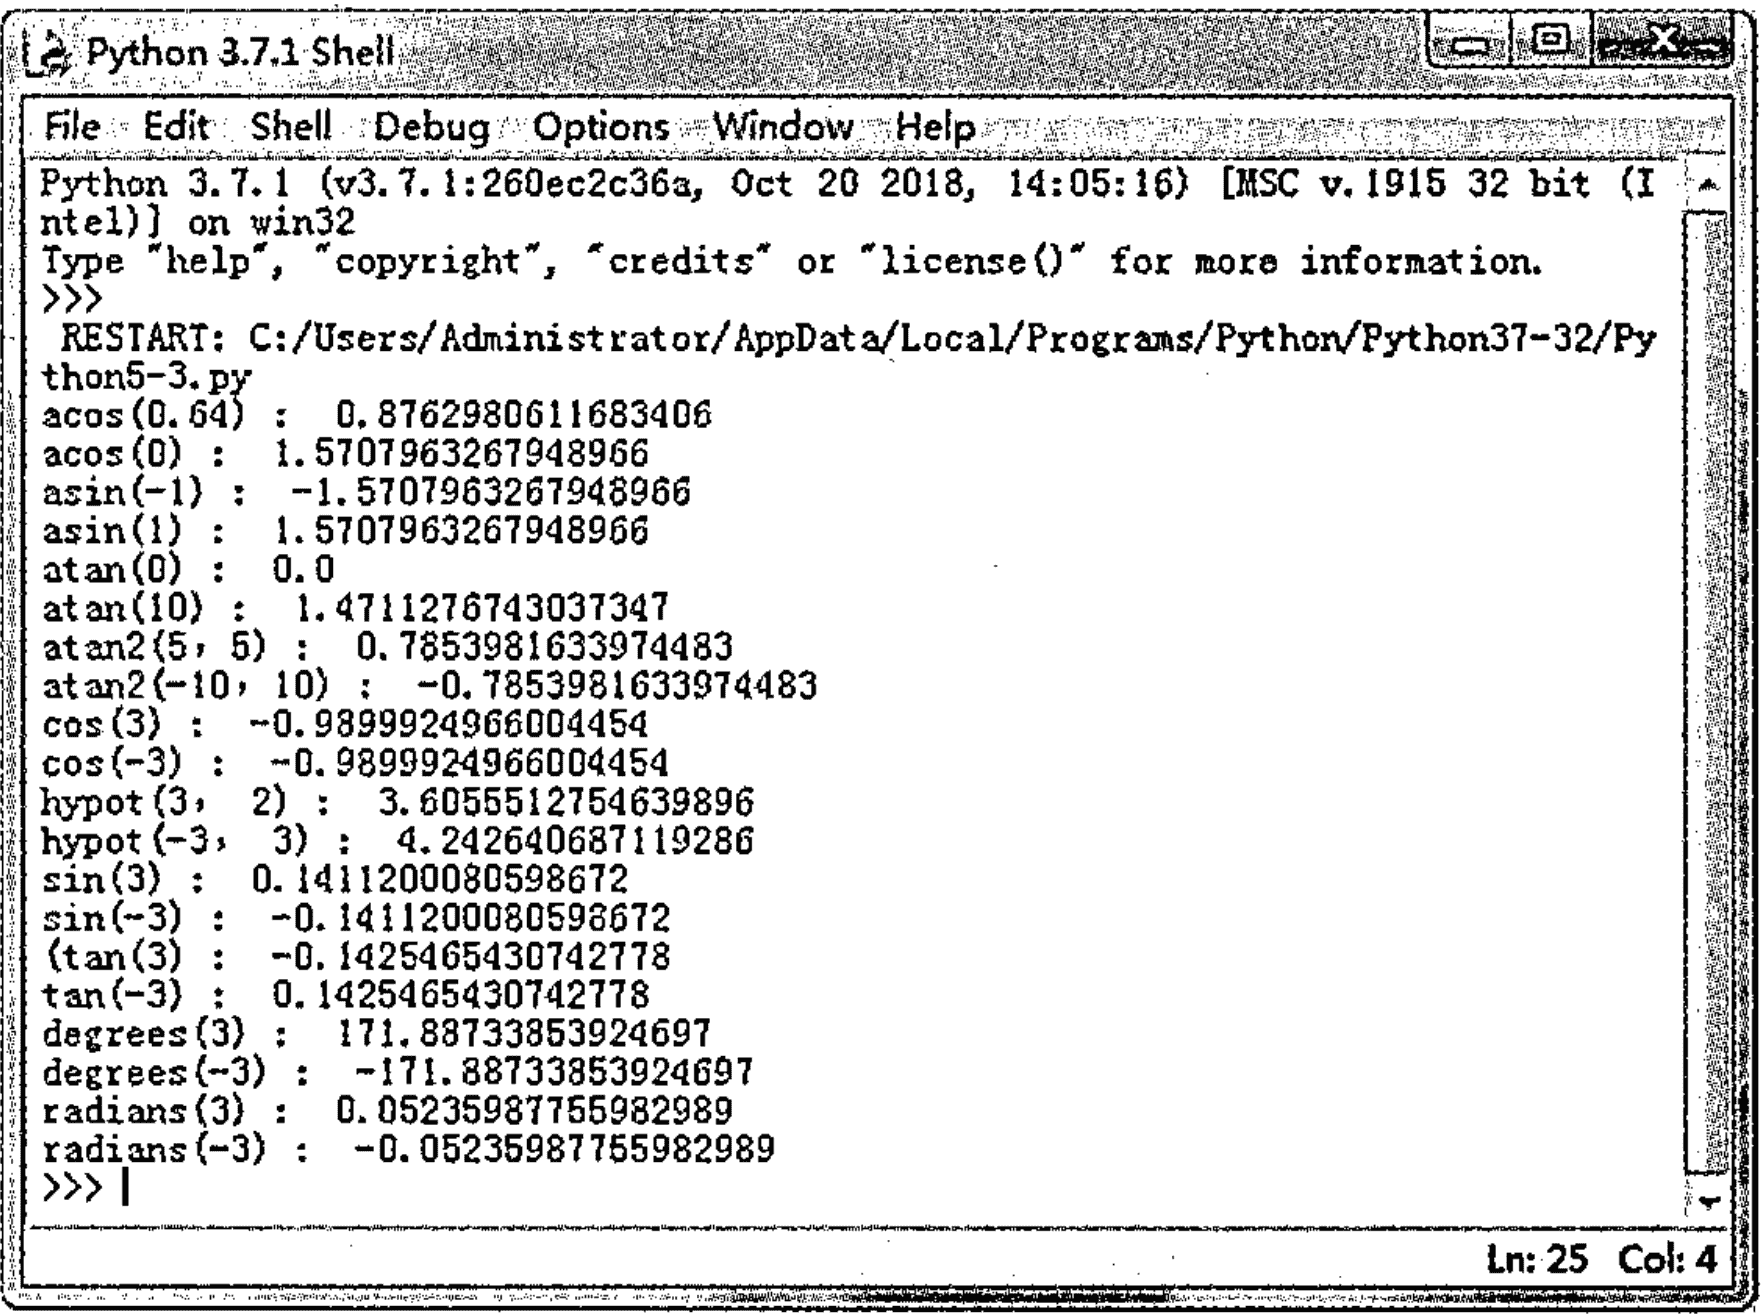 Python 3.7.1 Shell
File Edit Shell Debug Options Window Help
Python 3.7.1 (v3.7.1:260ec2c36a, Oct 20 2018, 14:05:16) [MSC v.1915 32 bit (I
ntel)] on win32
Type "help", "copyright", "credits" or "license()" for more information.
>>>
RESTART: C:/Users/Administrator/AppData/Local/Programs/Python/Python37-32/Py
thon5-3.py
acos(0.64) :  0.8762980611683406
acos(0) :  1.5707963267948966
asin(-1) :  -1.5707963267948966
asin(1) :  1.5707963267948966
atan(0) :  0.0
atan(10) :  1.4711276743037347
atan2(5, 5) :  0.7853981633974483
atan2(-10, 10) :  -0.7853981633974483
cos(3) :  -0.9899924966004454
cos(-3) :  -0.9899924966004454
hypot(3,  2) :  3.6055512754639896
hypot(-3,  3) :  4.242640687119286
sin(3) :  0.1411200080598672
sin(-3) :  -0.1411200080598672
(tan(3) :  -0.1425465430742778
tan(-3) :  0.1425465430742778
degrees(3) :  171.88733853924697
degrees(-3) :  -171.88733853924697
radians(3) :  0.05235987755982989
radians(-3) :  -0.05235987755982989
>>>
Ln: 25 Col: 4